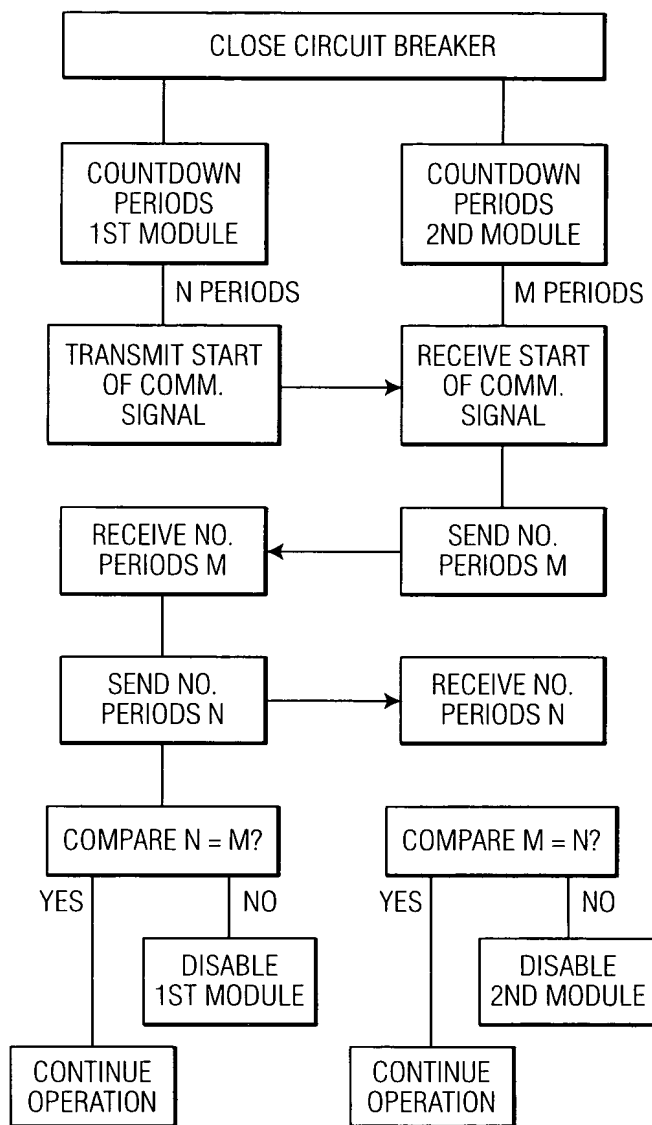 CLOSE CIRCUIT BREAKER
COUNTDOWN
PERIODS
1ST MODULE
COUNTDOWN
PERIODS
2ND MODULE
N PERIODS
M PERIODS
TRANSMIT START
OF COMM.
SIGNAL
RECEIVE START
OF COMM.
SIGNAL
RECEIVE NO.
PERIODS M
SEND NO.
PERIODS M
SEND NO.
PERIODS N
RECEIVE NO.
PERIODS N
COMPARE N = M?
COMPARE M = N?
YES
NO
YES
NO
DISABLE
1ST MODULE
DISABLE
2ND MODULE
CONTINUE
OPERATION
CONTINUE
OPERATION